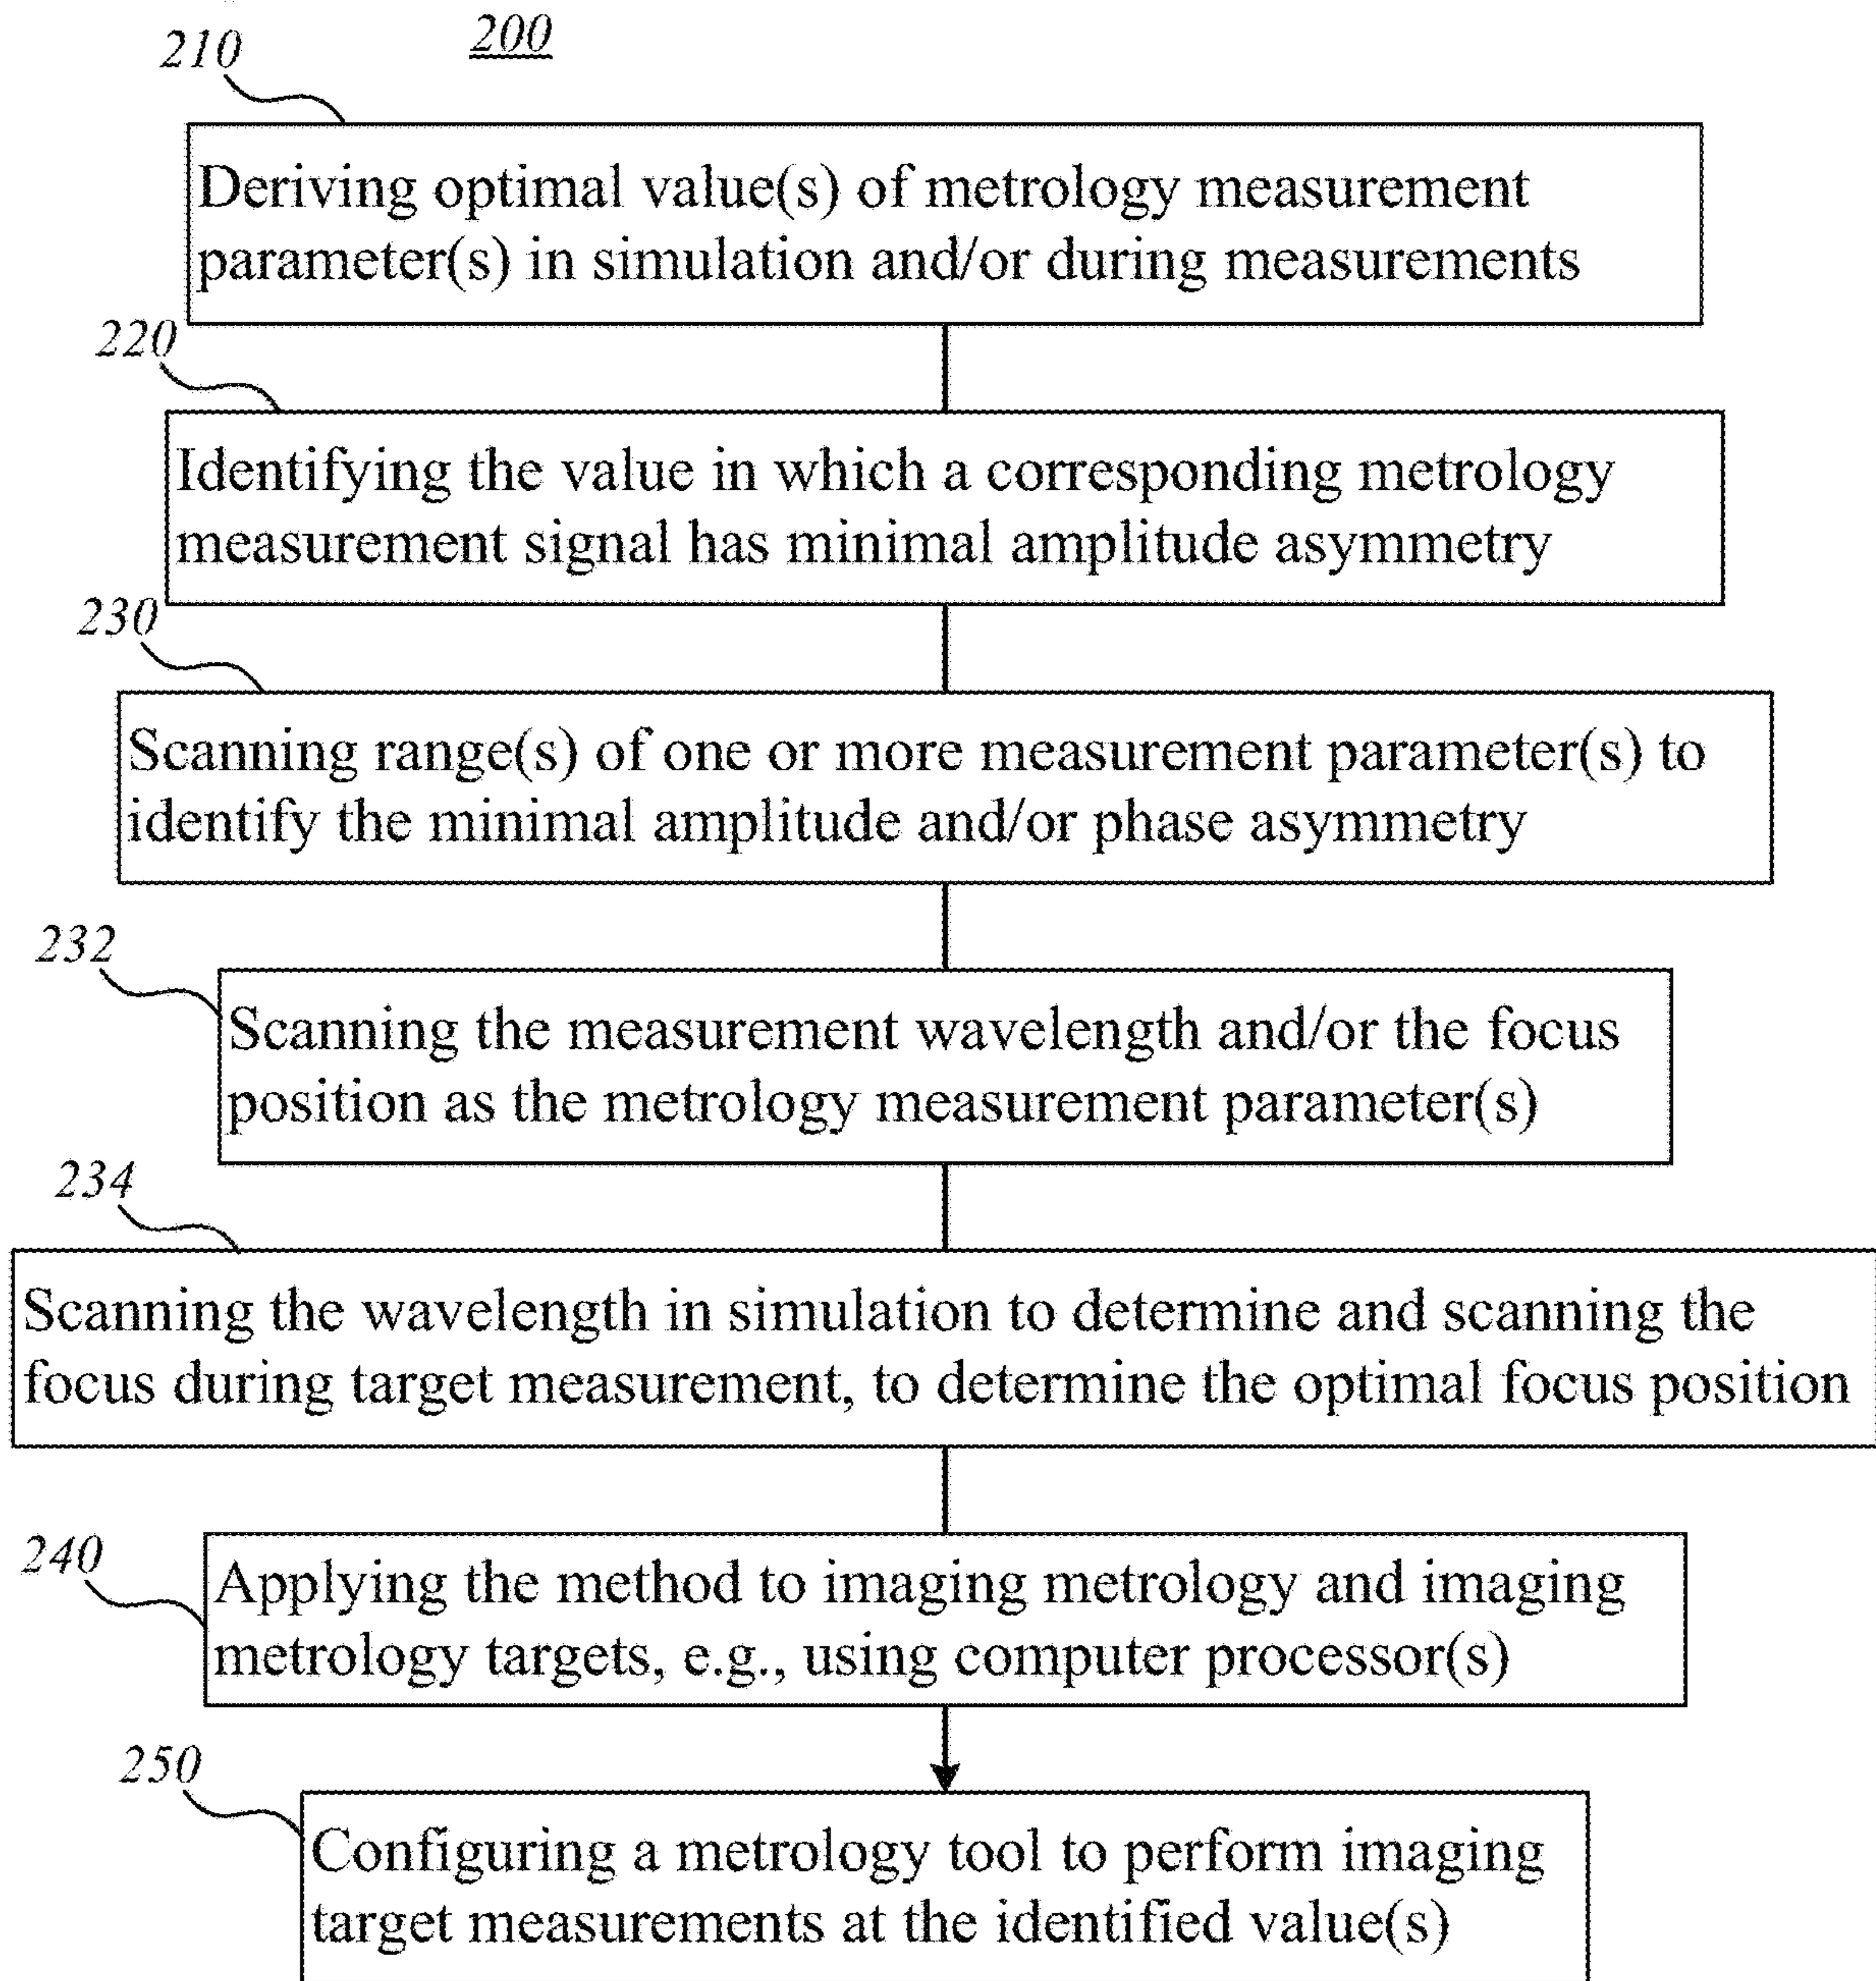 200
210
Deriving optimal value(s) of metrology measurement
parameter(s) in simulation and/or during measurements
220
Identifying the value in which a corresponding metrology
measurement signal has minimal amplitude asymmetry
230
Scanning range(s) of one or more measurement parameter(s) to
identify the minimal amplitude and/or phase asymmetry
232
Scanning the measurement wavelength and/or the focus
position as the metrology measurement parameter(s)
234
Scanning the wavelength in simulation to determine and scanning the
focus during target measurement, to determine the optimal focus position
240
Applying the method to imaging metrology and imaging
metrology targets, e.g., using computer processor(s)
250
Configuring a metrology tool to perform imaging
target measurements at the identified value(s)